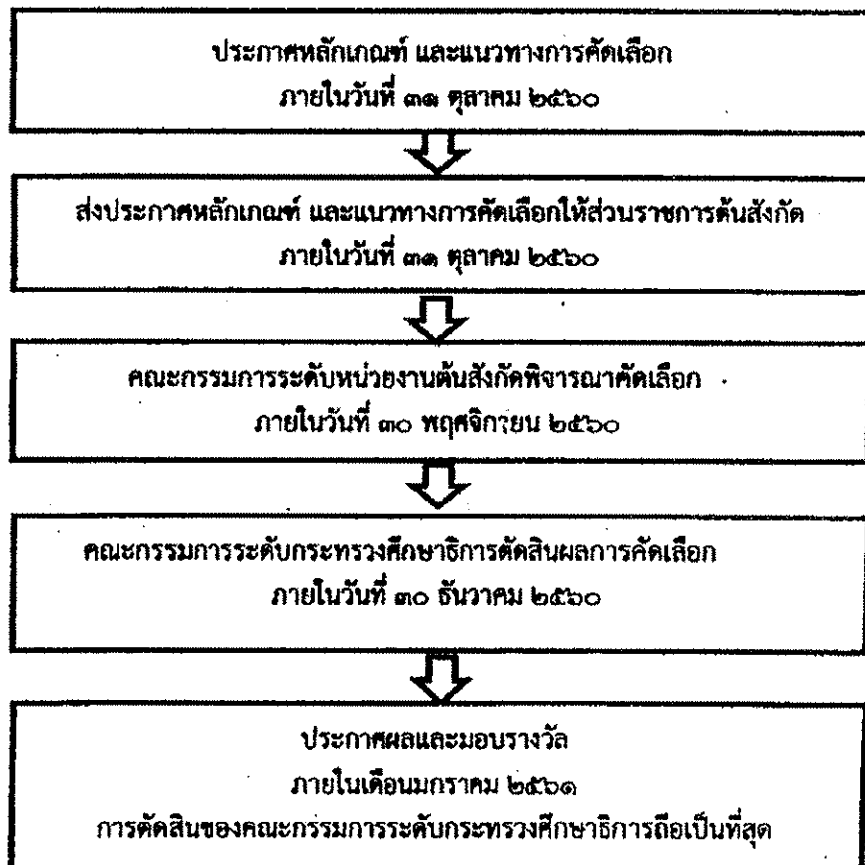 ประกาศหลักเกณฑ์ และแนวทางการคัดเลือก
ภายในวันที่ ๓๑ ตุลาคม ๒๕๖๐
ส่งประกาศหลักเกณฑ์ และแนวทางการคัดเลือกให้ส่วนราชการต้นสังกัด
ภายในวันที่ ๓๑ ตุลาคม ๒๕๖๐
คณะกรรมการระดับหน่วยงานต้นสังกัดพิจารณาคัดเลือก
ภายในวันที่ ๓๐ พฤศจิกายน ๒๕๖๐
คณะกรรมการระดับกระทรวงศึกษาธิการตัดสินผลการคัดเลือก
ภายในวันที่ ๓๐ ธันวาคม ๒๕๖๐
ประกาศผลและมอบรางวัล
ภายในเดือนมกราคม ๒๕๖๑
การตัดสินของคณะกรรมการระดับกระทรวงศึกษาธิการถือเป็นที่สุด